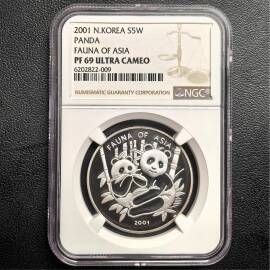 2001 N.KOREA S5W
PANDA
FAUNA OF ASIA
PF 69 ULTRA CAMEO
6202822-009
NUMISMATIC GUARANTY CORPORATION
NGC
FAUNA OF ASIA
2001